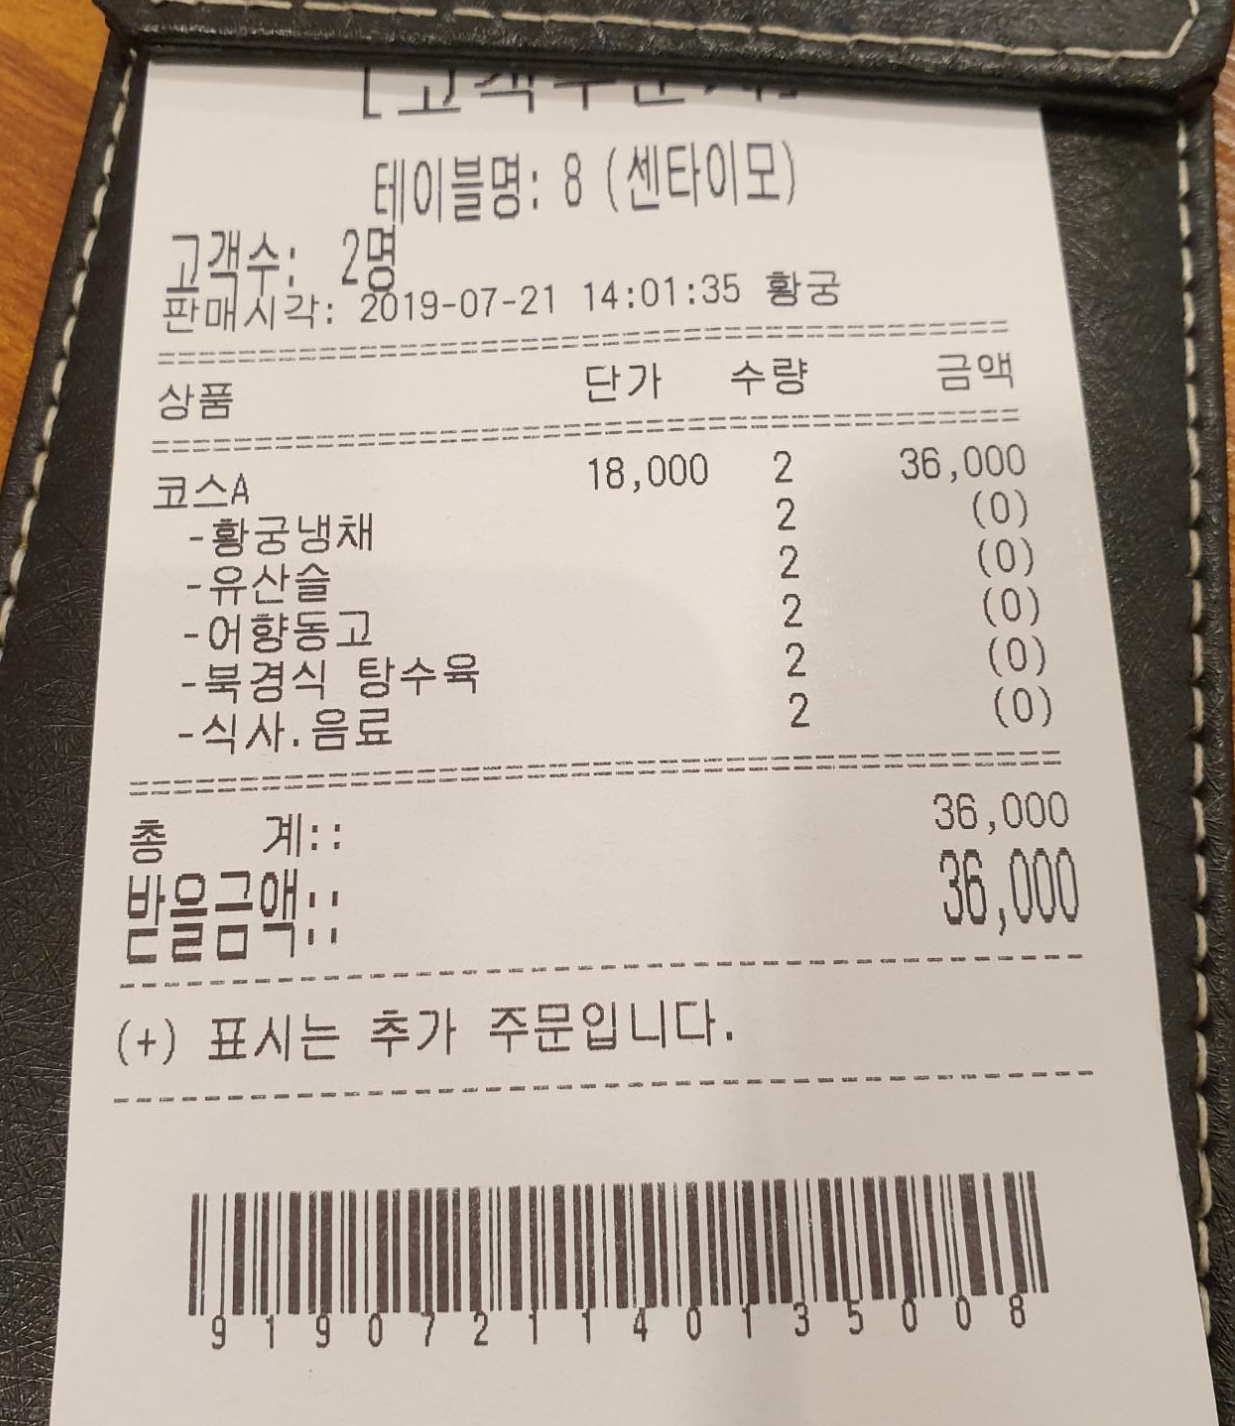 테이블명: 8 (센타이모)
고객수: 2명
판매시각: 2019-07-21 14:01:35 황궁
상품 단가 수량 금액
코스A 18,000 2 36,000
-황궁냉채 2 (0)
-유산슬 2 (0)
-어향동고 2 (0)
-북경식 탕수육 2 (0)
-식사.음료 2 (0)
총 계:: 36,000
받을금액:: 36,000
(+) 표시는 추가 주문입니다.
9190721140135008